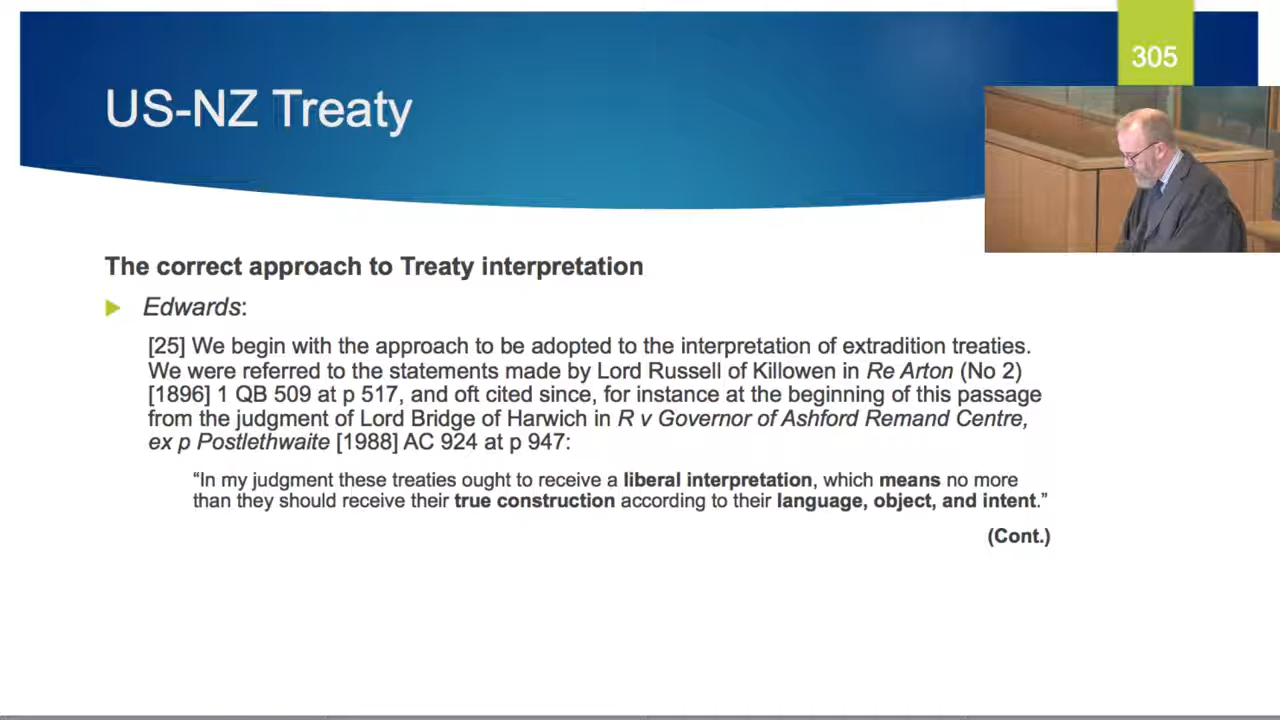 305
US-NZ Treaty
The correct approach to Treaty interpretation
Edwards:
[25] We begin with the approach to be adopted to the interpretation of extradition treaties.
We were referred to the statements made by Lord Russell of Killowen in Re Arton (No 2)
[1896] 1 QB 509 at p 517, and oft cited since, for instance at the beginning of this passage
from the judgment of Lord Bridge of Harwich in R v Governor of Ashford Remand Centre,
ex p Postlethwaite [1988] AC 924 at p 947:
“In my judgment these treaties ought to receive a liberal interpretation, which means no more
than they should receive their true construction according to their language, object, and intent.”
(Cont.)